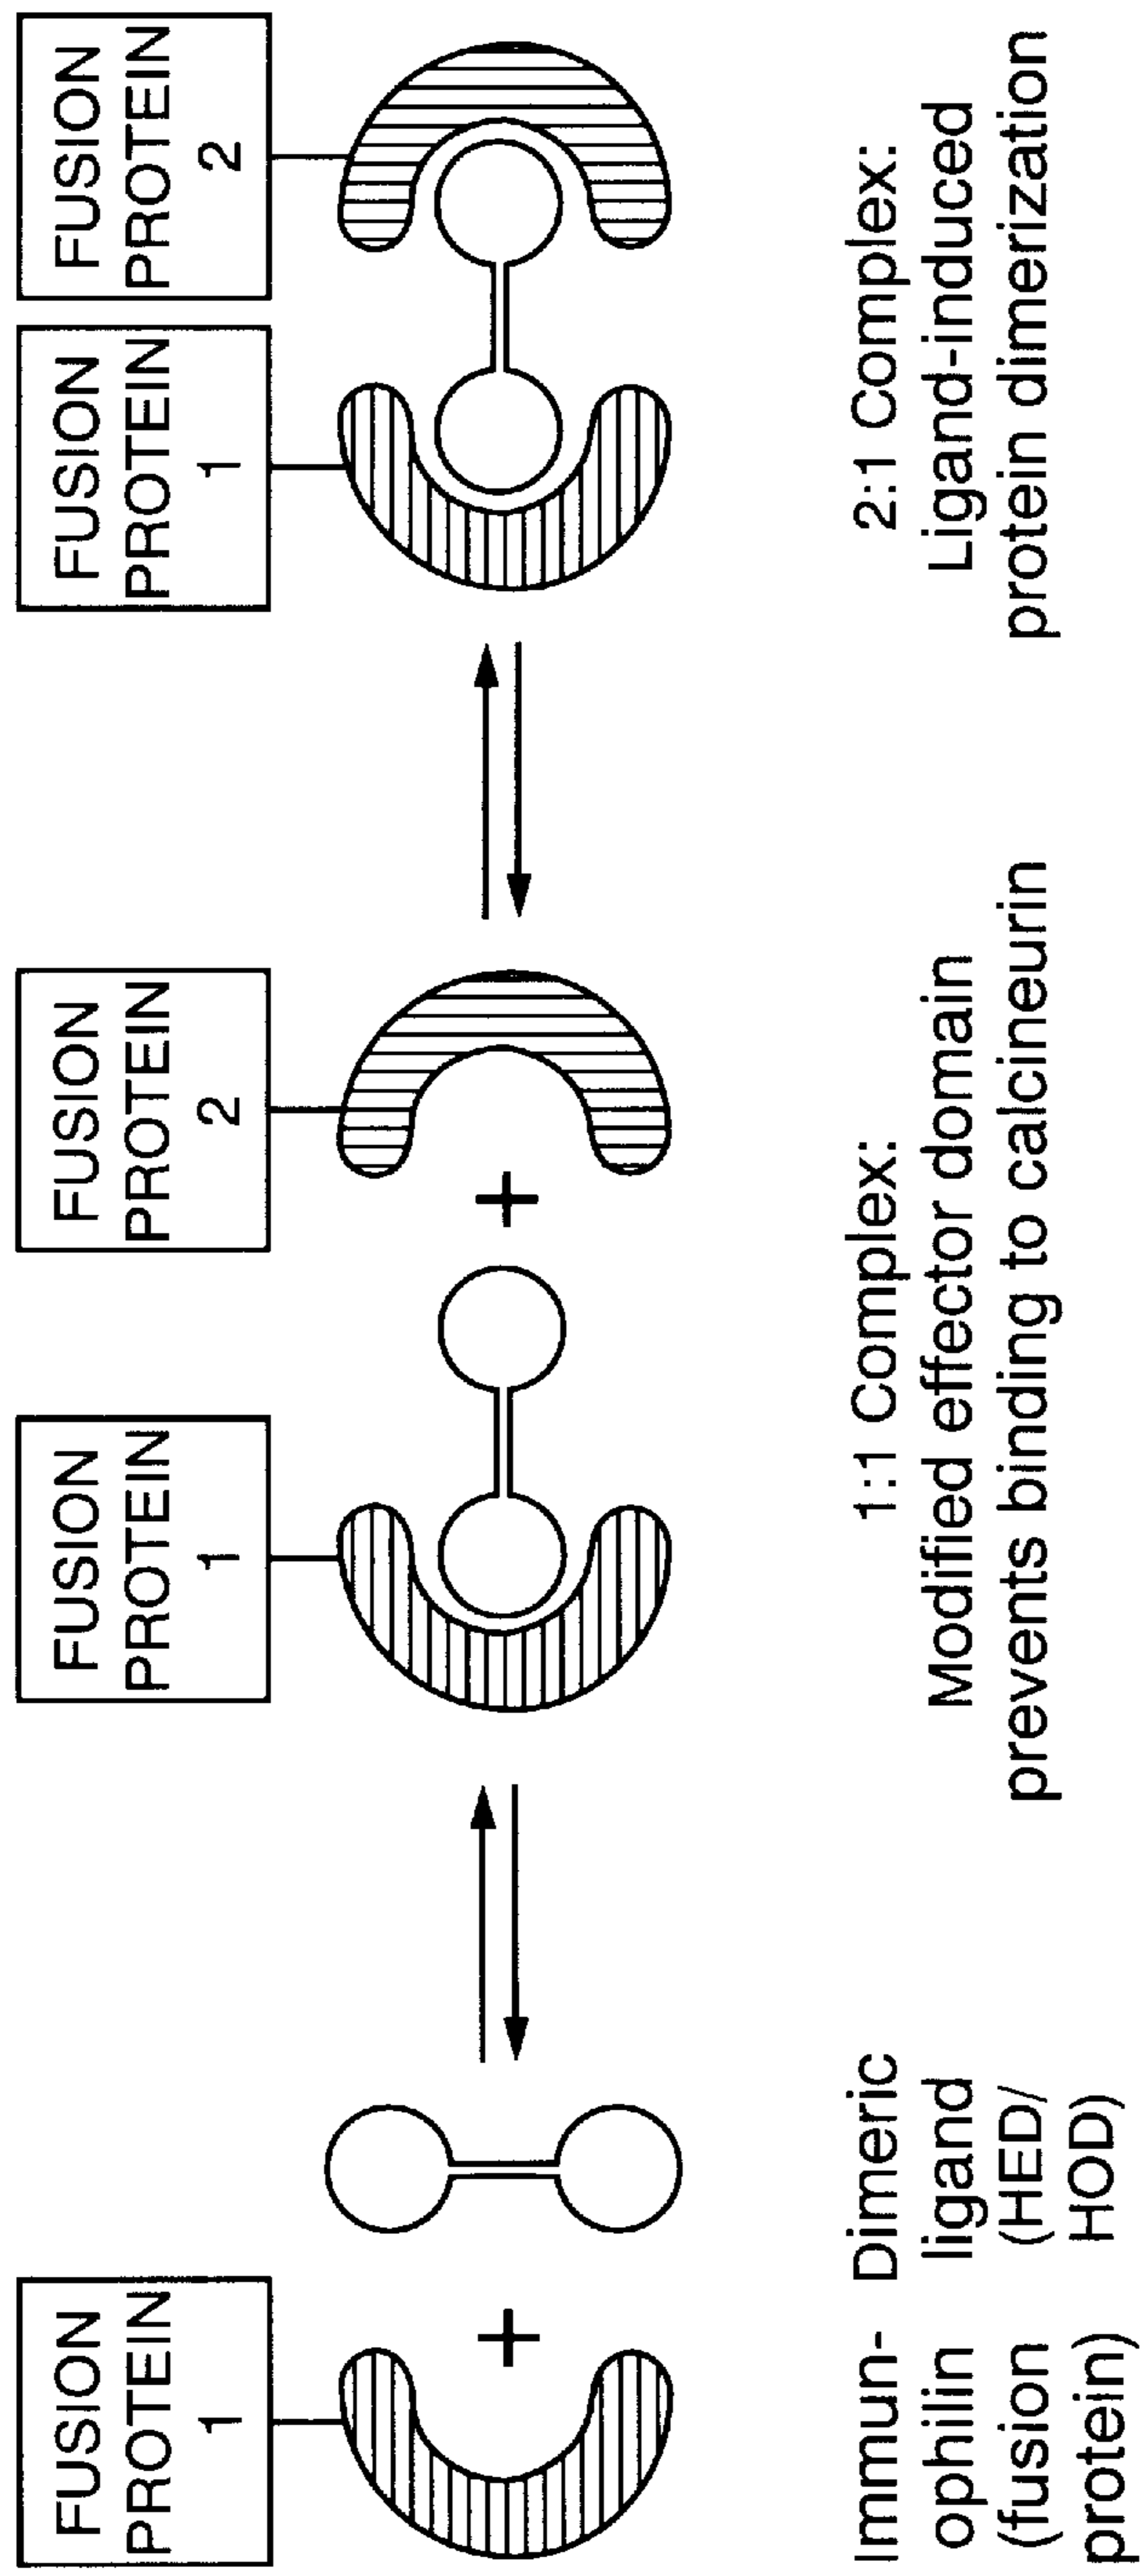 FUSION
PROTEIN
1
+
FUSION
PROTEIN
1
+
FUSION
PROTEIN
2
FUSION
PROTEIN
1
FUSION
PROTEIN
2
Immun-
ophilin
(fusion
protein)
Dimeric
ligand
(HED/
HOD)
1:1 Complex:
Modified effector domain
prevents binding to calcineurin
2:1 Complex:
Ligand-induced
protein dimerization